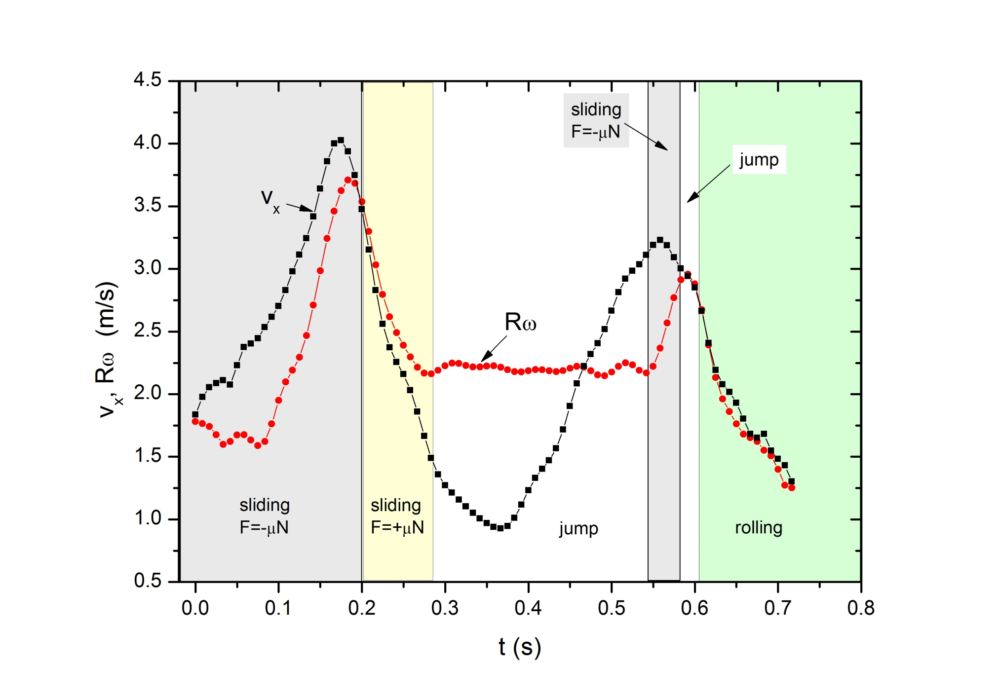 4.5
4.0
3.5
3.0
2.5
2.0
1.5
1.0
0.5
vx, Rω (m/s)
0.0 0.1 0.2 0.3 0.4 0.5 0.6 0.7 0.8
t (s)
sliding
F=-μN
jump
vx
Rω
sliding
F=-μN
sliding
F=+μN
jump
rolling